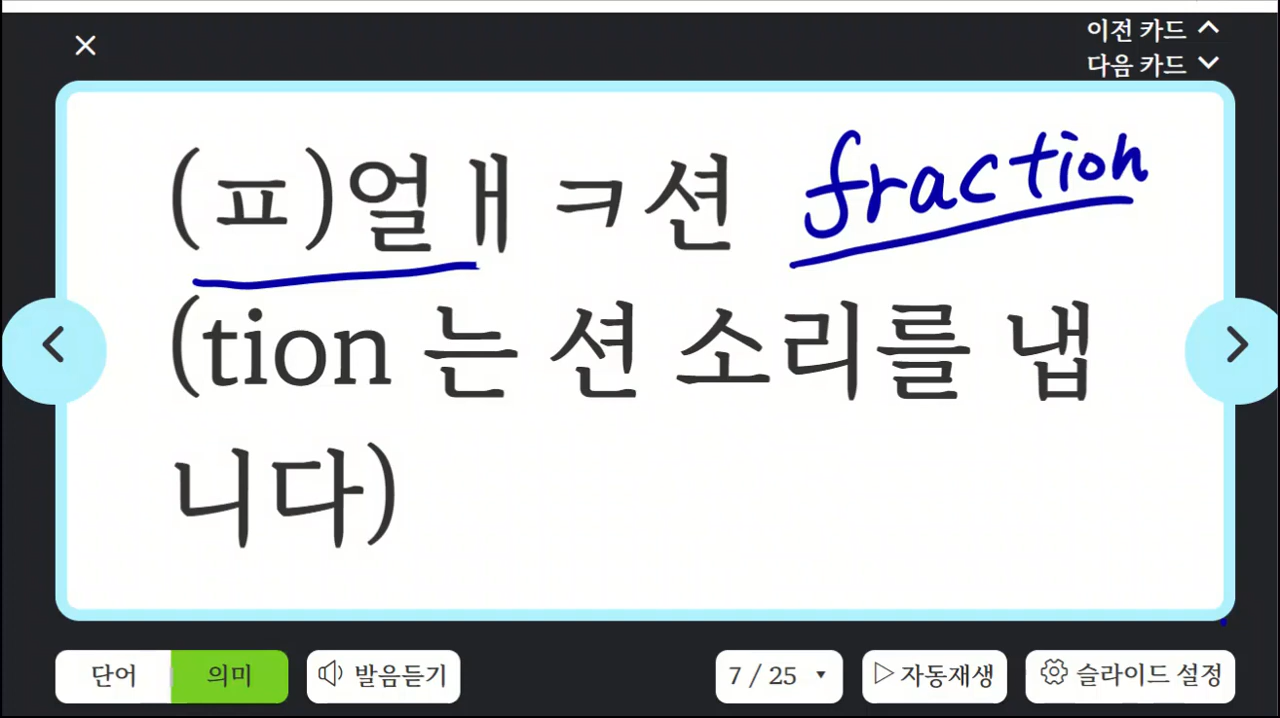 이전 카드
다음 카드
(ㅍ)얼ㅐ ㅋ션 fraction
(tion 는 션 소리를 냅
니다)
단어 의미 발음듣기 7 / 25 자동재생 슬라이드 설정